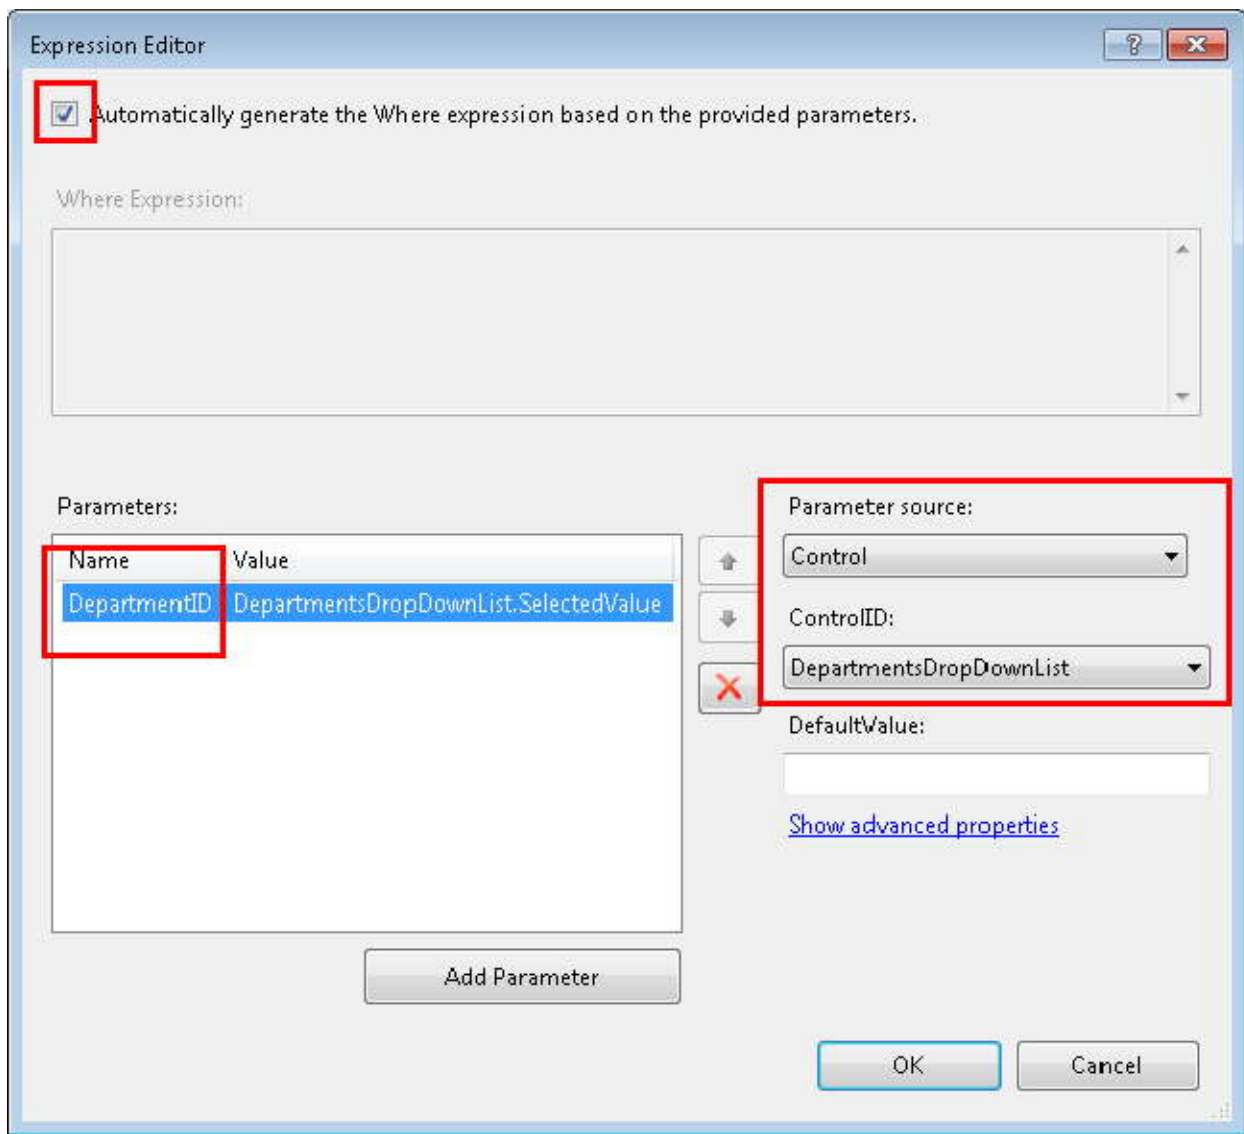 Expression Editor
Automatically generate the Where expression based on the provided parameters.
Where Expression:
Parameters:
Name Value
DepartmentID DepartmentsDropDownList.SelectedValue
Parameter source:
Control
ControlID:
DepartmentsDropDownList
DefaultValue:
Show advanced properties
Add Parameter
OK Cancel